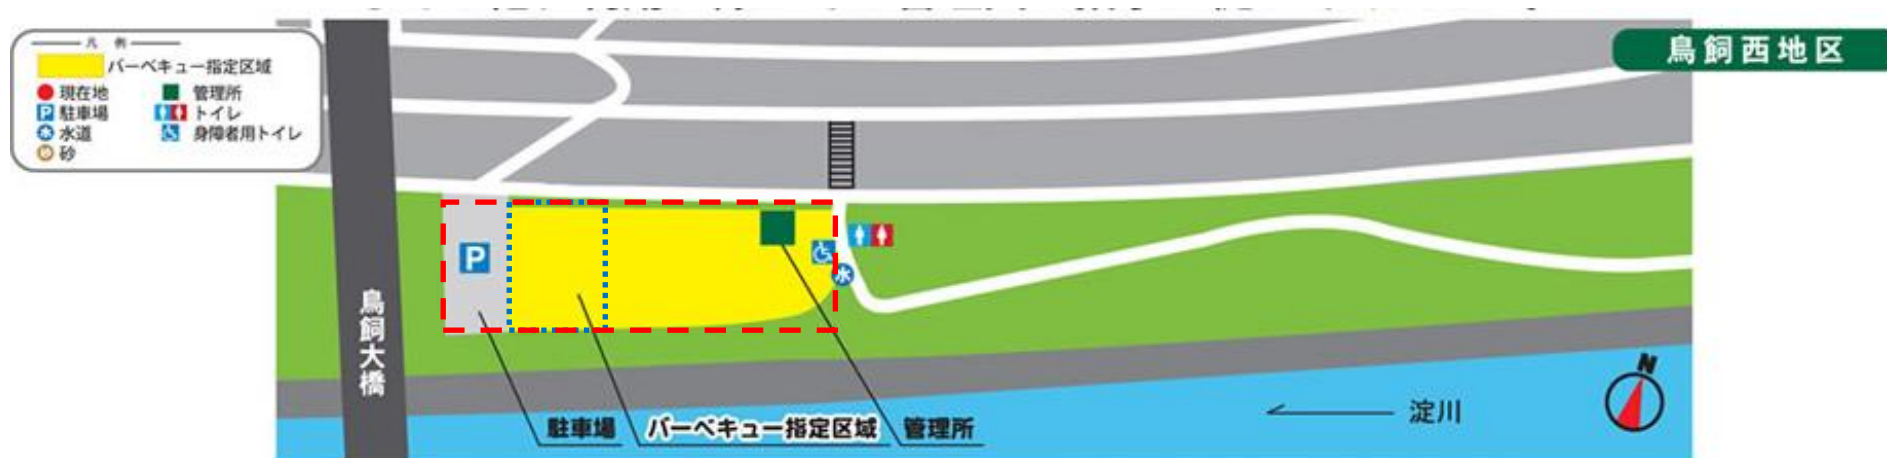 鳥飼西地区
凡例
バーベキュー指定区域
現在地
管理所
P 駐車場
トイレ
水 水道
身障者用トイレ
砂
P
水
鳥飼大橋
駐車場
バーベキュー指定区域
管理所
淀川
N